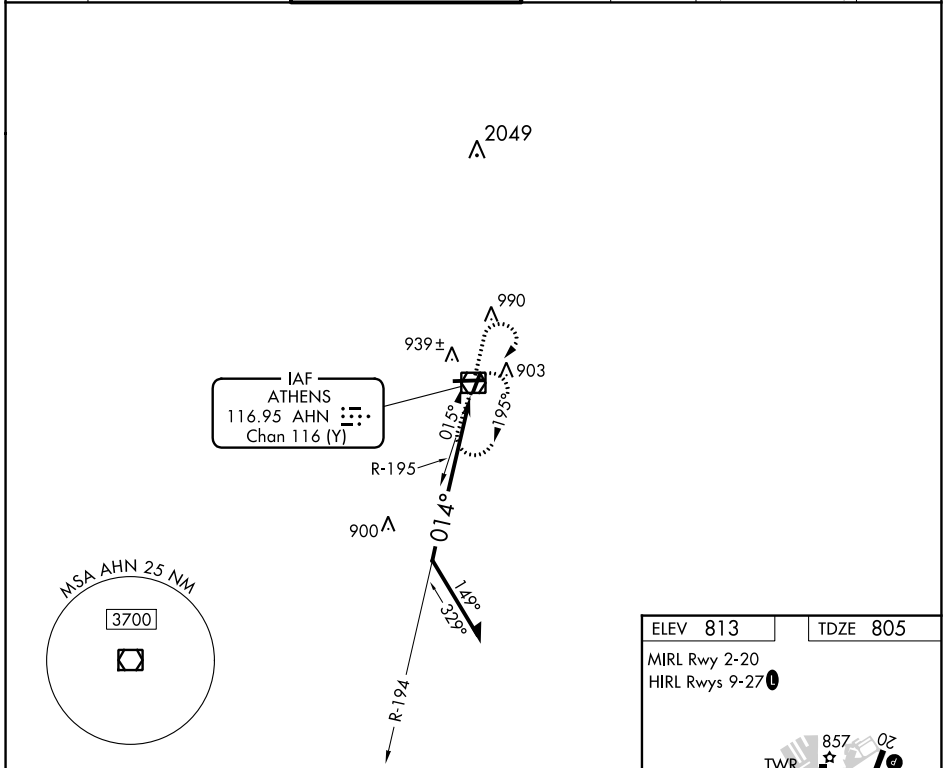 2049
990
939±
903
IAF
ATHENS
116.95 AHN
Chan 116 (Y)
015°
195°
R-195
014°
900
149°
329°
MSA AHN 25 NM
3700
R-194
ELEV 813
TDZE 805
MIRL Rwy 2-20
HIRL Rwys 9-27 L
857
20
TWR
P